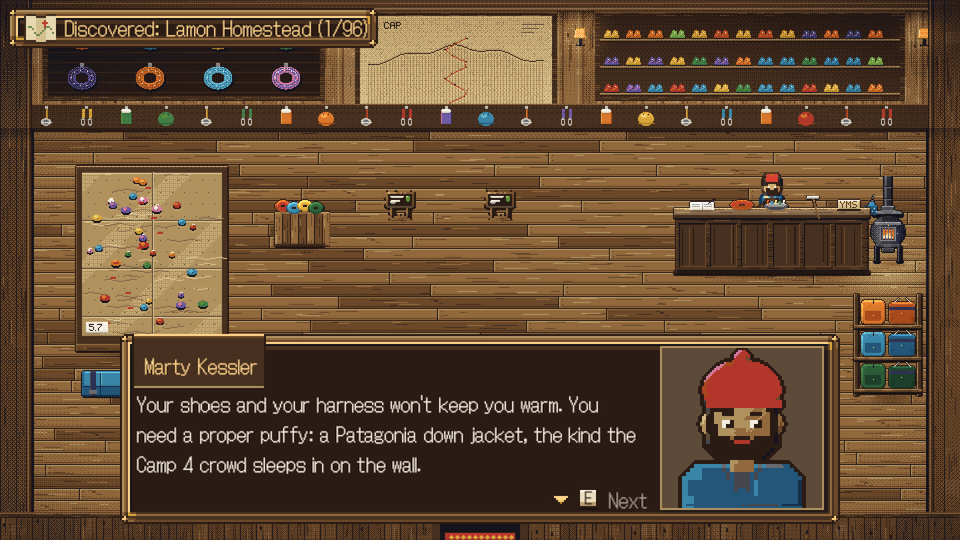 Discovered: Lamon Homestead (1/96)
CAP
YMS
5.7
Marty Kessler
Your shoes and your harness won't keep you warm. You
need a proper puffy: a Patagonia down jacket, the kind the
Camp 4 crowd sleeps in on the wall.
E Next